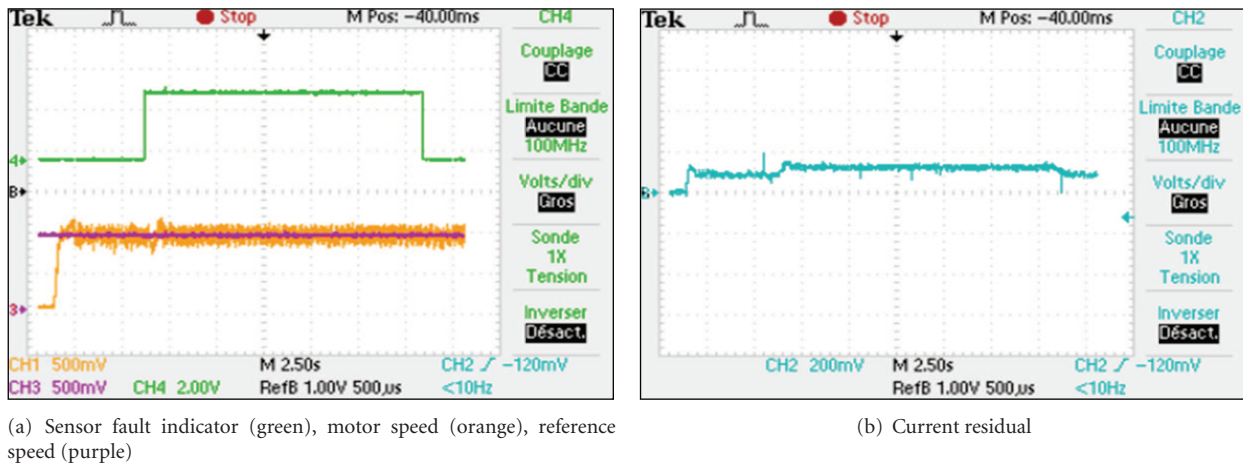 Tek Stop M Pos: -40.00ms CH4
Couplage
CC
Limite Bande
Aucune
100MHz
Volts/div
Gros
Sonde
1X
Tension
Inverser
Désact.
4
B
3
CH1 500mV M 2.50s CH2 -120mV
CH3 500mV CH4 2.00V RefB 1.00V 500µs <10Hz
Tek Stop M Pos: -40.00ms CH2
Couplage
CC
Limite Bande
Aucune
100MHz
Volts/div
Gros
Sonde
1X
Tension
Inverser
Désact.
B
CH2 200mV M 2.50s CH2 -120mV
RefB 1.00V 500µs <10Hz
(a) Sensor fault indicator (green), motor speed (orange), reference
speed (purple)
(b) Current residual